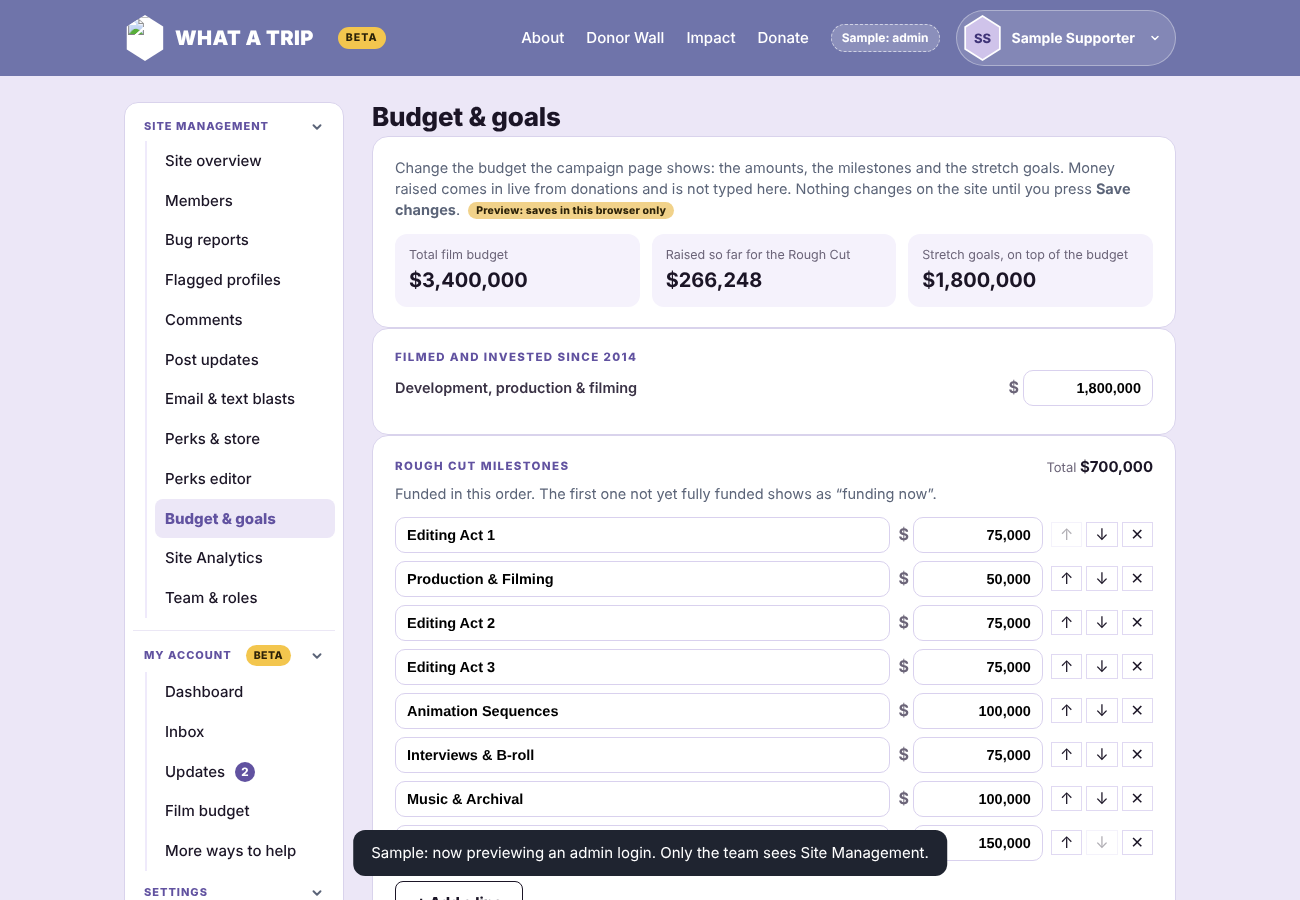 WHAT A TRIP
BETA
About
Donor Wall
Impact
Donate
Sample: admin
SS
Sample Supporter
SITE MANAGEMENT
Site overview
Members
Bug reports
Flagged profiles
Comments
Post updates
Email & text blasts
Perks & store
Perks editor
Budget & goals
Site Analytics
Team & roles
MY ACCOUNT
BETA
Dashboard
Inbox
Updates 2
Film budget
More ways to help
SETTINGS
Budget & goals
Change the budget the campaign page shows: the amounts, the milestones and the stretch goals. Money
raised comes in live from donations and is not typed here. Nothing changes on the site until you press Save
changes. Preview: saves in this browser only
Total film budget
$3,400,000
Raised so far for the Rough Cut
$266,248
Stretch goals, on top of the budget
$1,800,000
FILMED AND INVESTED SINCE 2014
Development, production & filming $ 1,800,000
ROUGH CUT MILESTONES
Total $700,000
Funded in this order. The first one not yet fully funded shows as “funding now”.
Editing Act 1 $ 75,000
Production & Filming $ 50,000
Editing Act 2 $ 75,000
Editing Act 3 $ 75,000
Animation Sequences $ 100,000
Interviews & B-roll $ 75,000
Music & Archival $ 100,000
150,000
Sample: now previewing an admin login. Only the team sees Site Management.